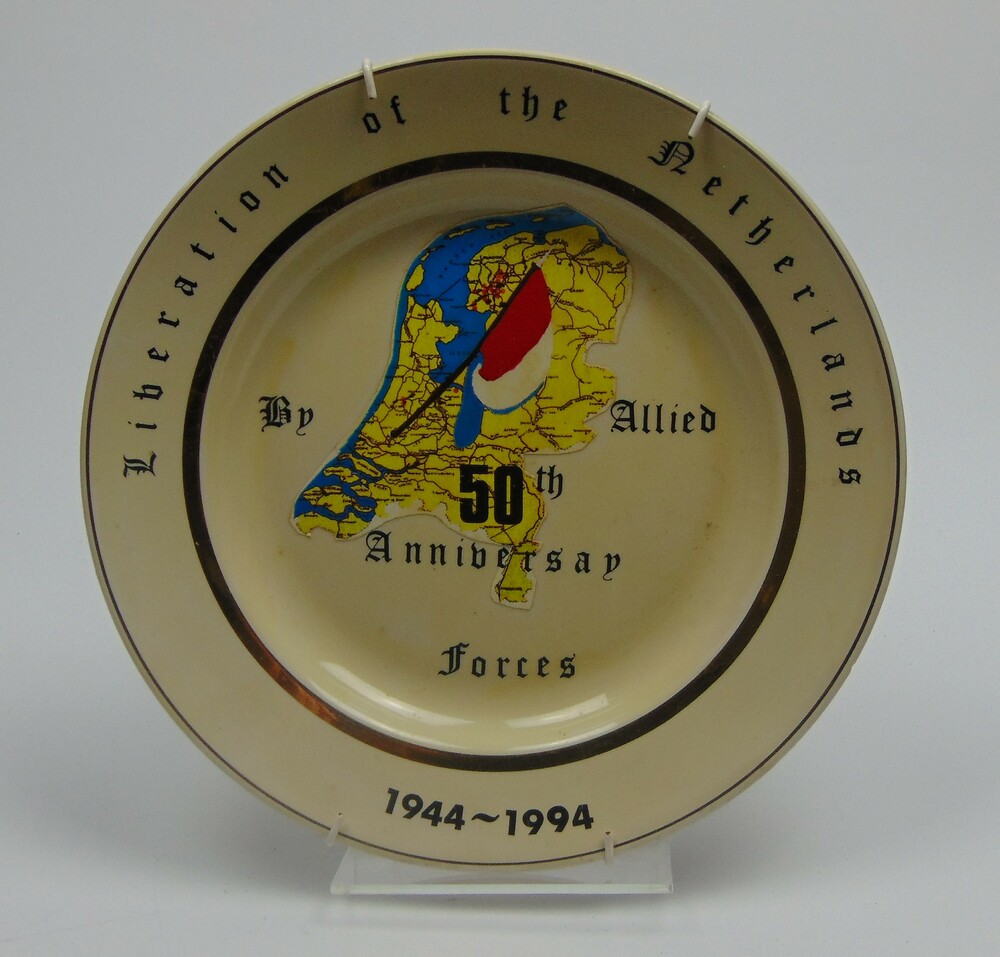 Liberation of the Netherlands
By Allied
50th
Anniversay
Forces
1944~1994